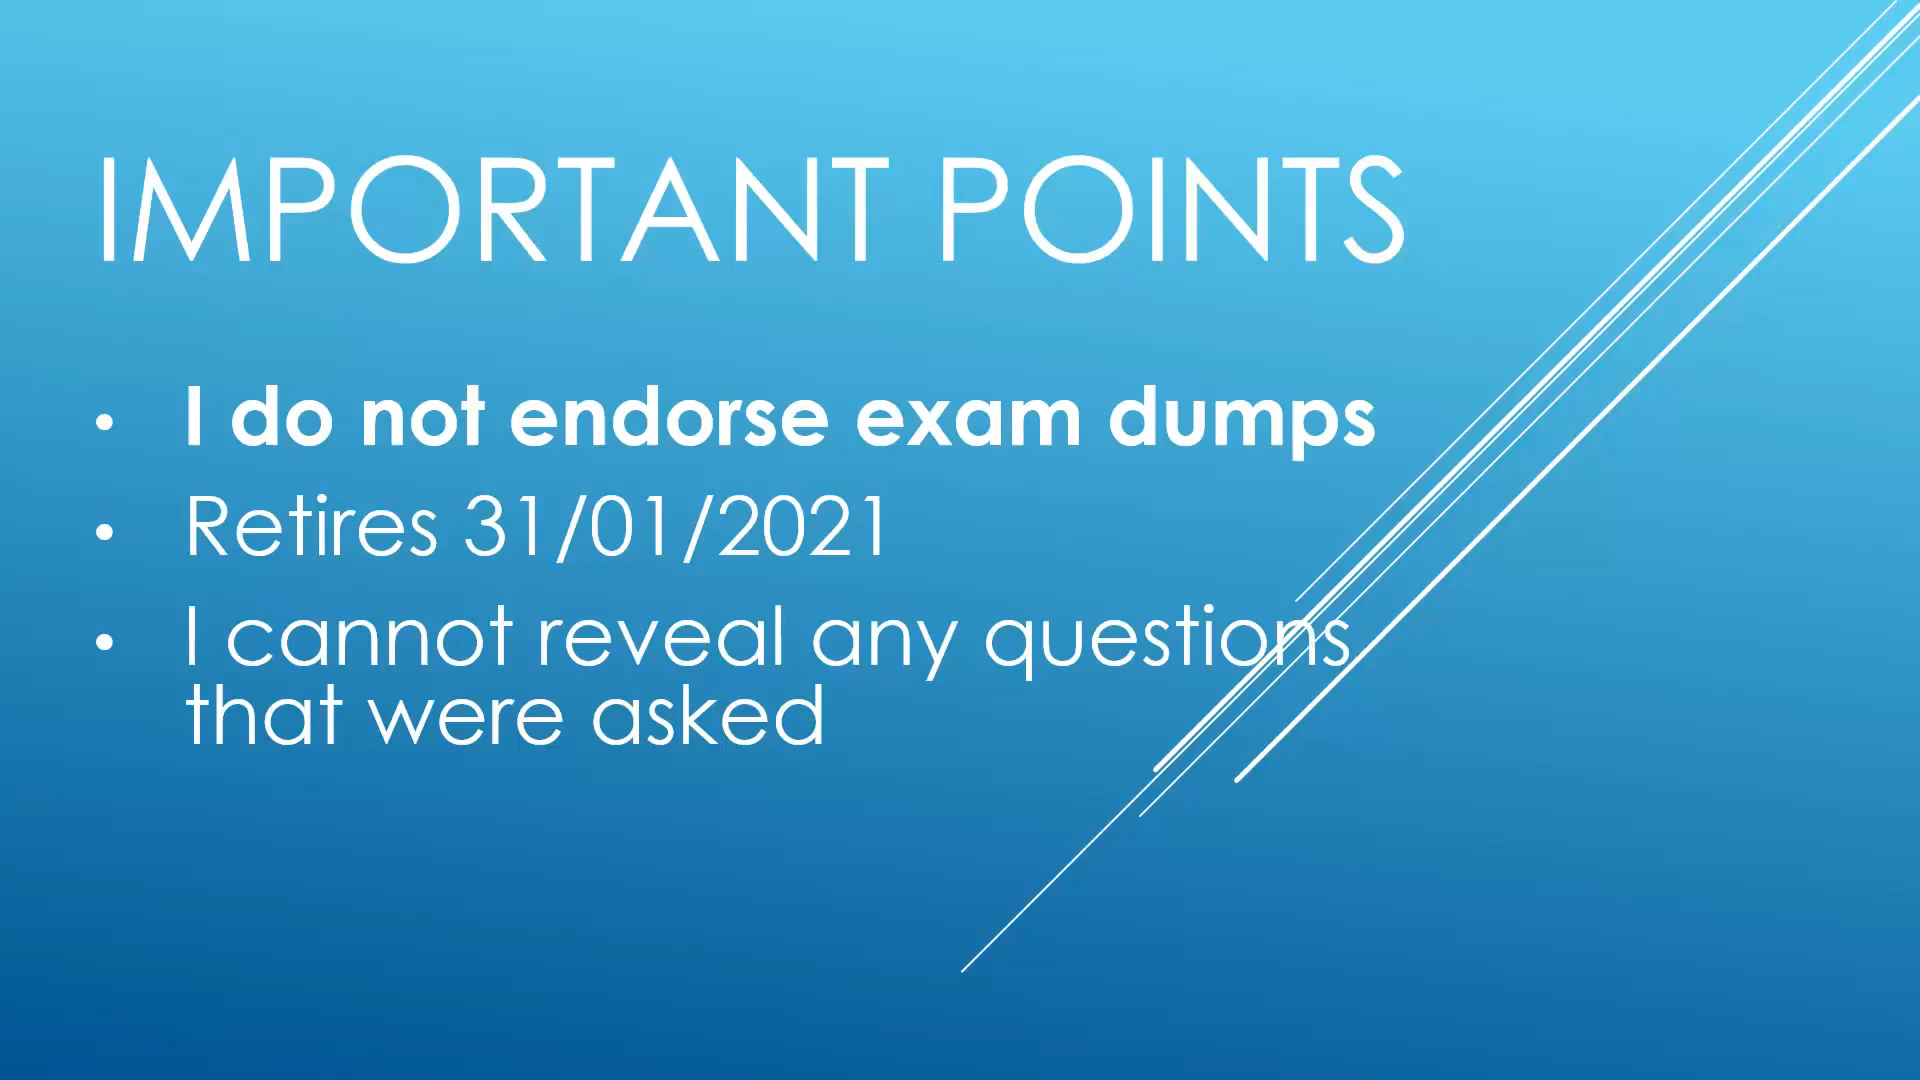 IMPORTANT POINTS
• I do not endorse exam dumps
• Retires 31/01/2021
• I cannot reveal any questions
that were asked